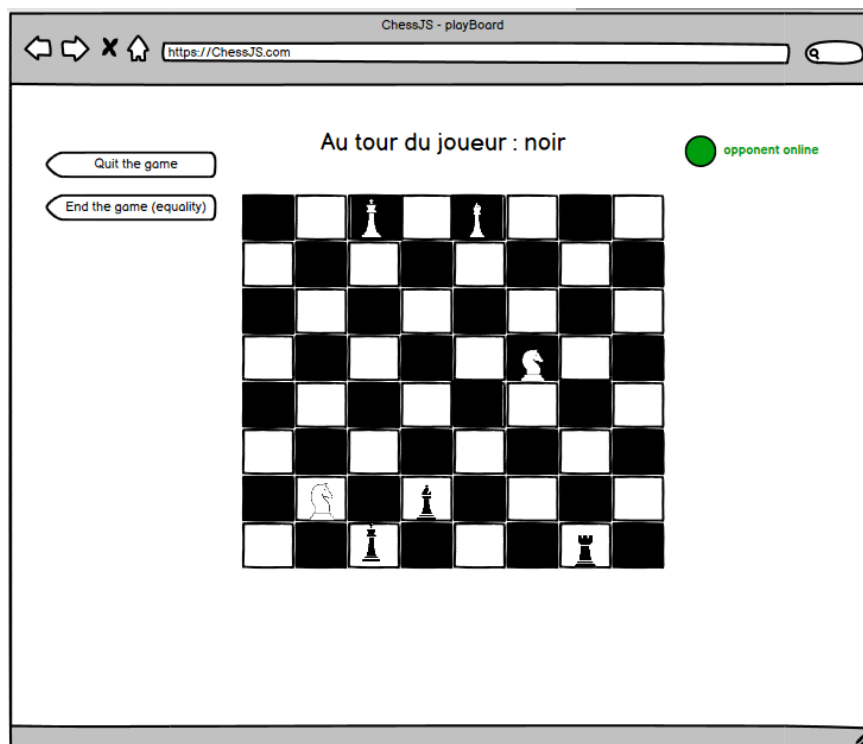 ChessJS - playBoard
https://ChessJS.com
Au tour du joueur : noir
opponent online
Quit the game
End the game (equality)